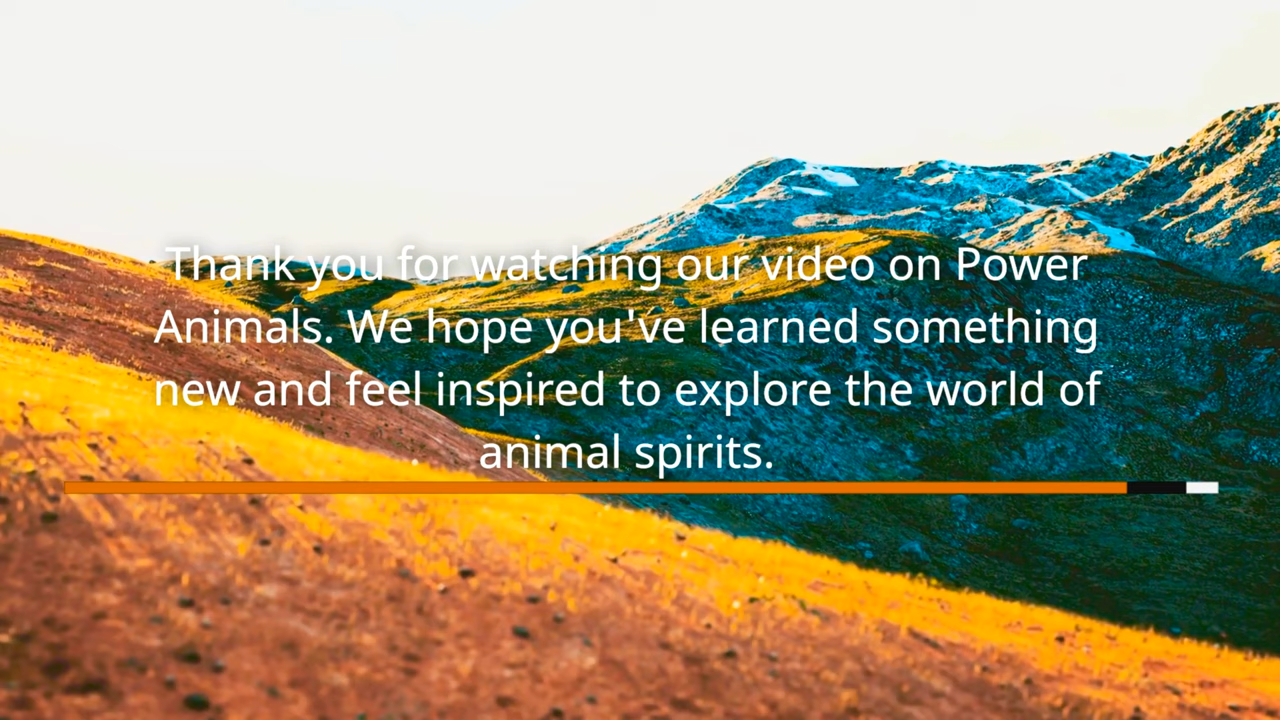 Thank you for watching our video on Power
Animals. We hope you've learned something
new and feel inspired to explore the world of
animal spirits.